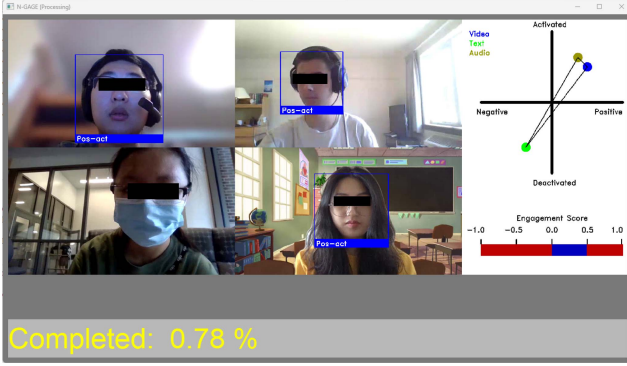 N-GAGE (Processing)
Pos-act
Pos-act
Pos-act
Activated
Video
Text
Audio
Negative
Positive
Deactivated
Engagement Score
-1.0 -0.5 0.0 0.5 1.0
Completed: 0.78 %